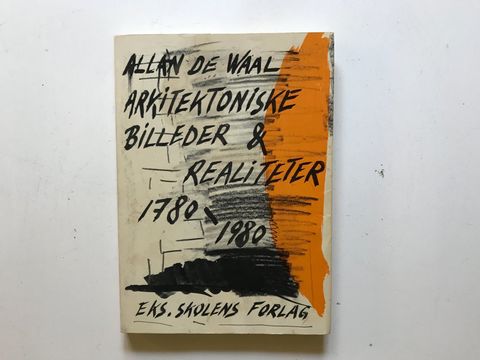 ALLAN DE WAAL
ARKITEKTONISKE
BILLEDER &
REALITETER
1780\
1980
EKS. SKOLENS FORLAG